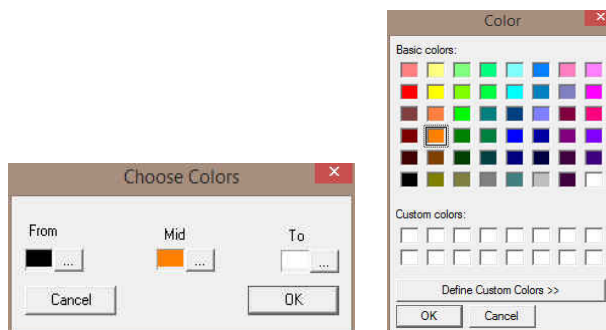 Choose Colors
From
Mid
To
...
...
...
Cancel
OK
Color
Basic colors:
Custom colors:
Define Custom Colors >>
OK
Cancel